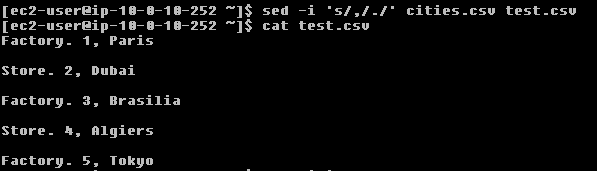 [ec2-user@ip-10-0-10-252 ~]$ sed -i 's/,/./' cities.csv test.csv
[ec2-user@ip-10-0-10-252 ~]$ cat test.csv
Factory. 1, Paris
Store. 2, Dubai
Factory. 3, Brasilia
Store. 4, Algiers
Factory. 5, Tokyo